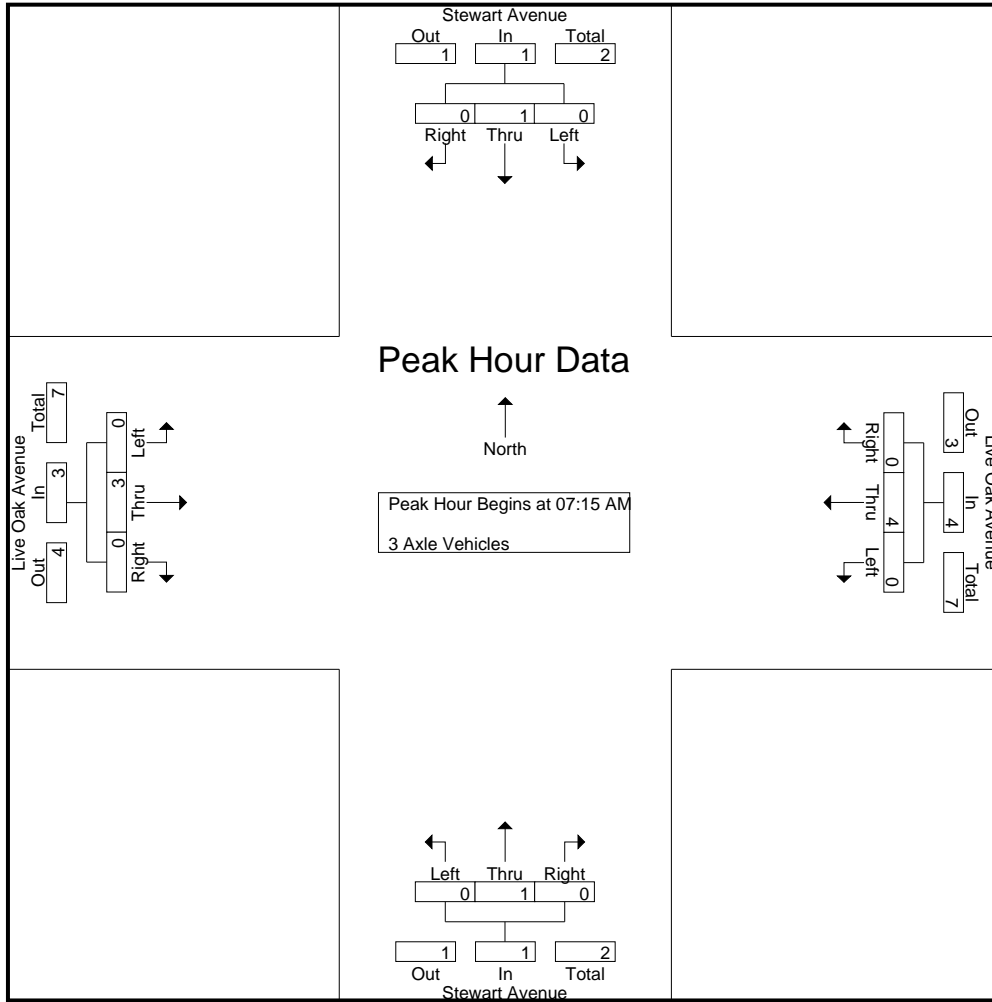 Stewart Avenue
Out In Total
1 1 2
0 1 0
Right Thru Left
Peak Hour Data
North
Peak Hour Begins at 07:15 AM
3 Axle Vehicles
Live Oak Avenue
Out In Total
4 3 7
Right Thru Left
0 3 0
Live Oak Avenue
Out In Total
3 4 7
Right Thru Left
0 4 0
Left Thru Right
0 1 0
1 1 2
Out In Total
Stewart Avenue